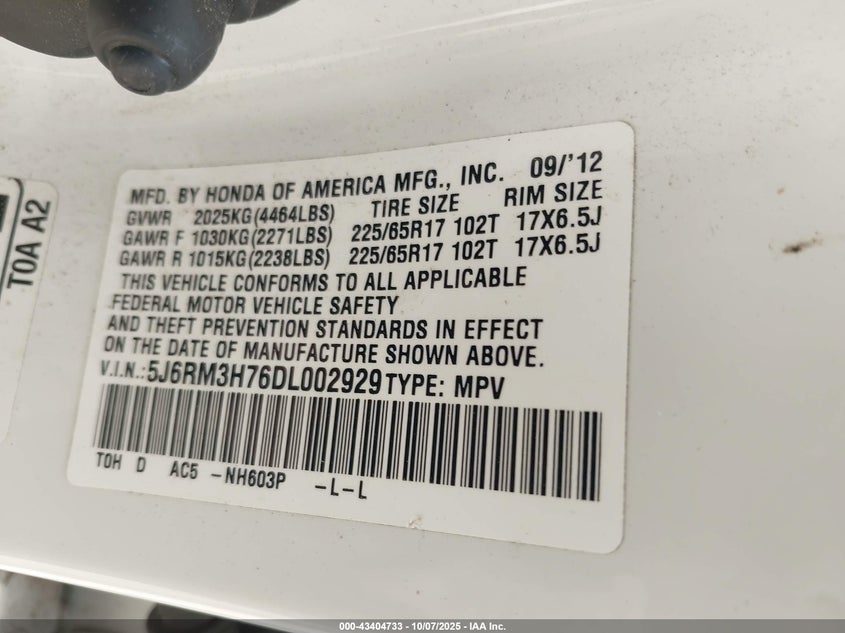 MFD. BY HONDA OF AMERICA MFG., INC. 09/'12
GVWR 2025KG(4464LBS) TIRE SIZE RIM SIZE
GAWR F 1030KG(2271LBS) 225/65R17 102T 17X6.5J
GAWR R 1015KG(2238LBS) 225/65R17 102T 17X6.5J
THIS VEHICLE CONFORMS TO ALL APPLICABLE
FEDERAL MOTOR VEHICLE SAFETY
AND THEFT PREVENTION STANDARDS IN EFFECT
ON THE DATE OF MANUFACTURE SHOWN ABOVE.
V.I.N.:5J6RM3H76DL002929 TYPE: MPV
TOH D AC5 -NH603P -L-L
TOA A2
000-43404733 - 10/07/2025 - IAA Inc.